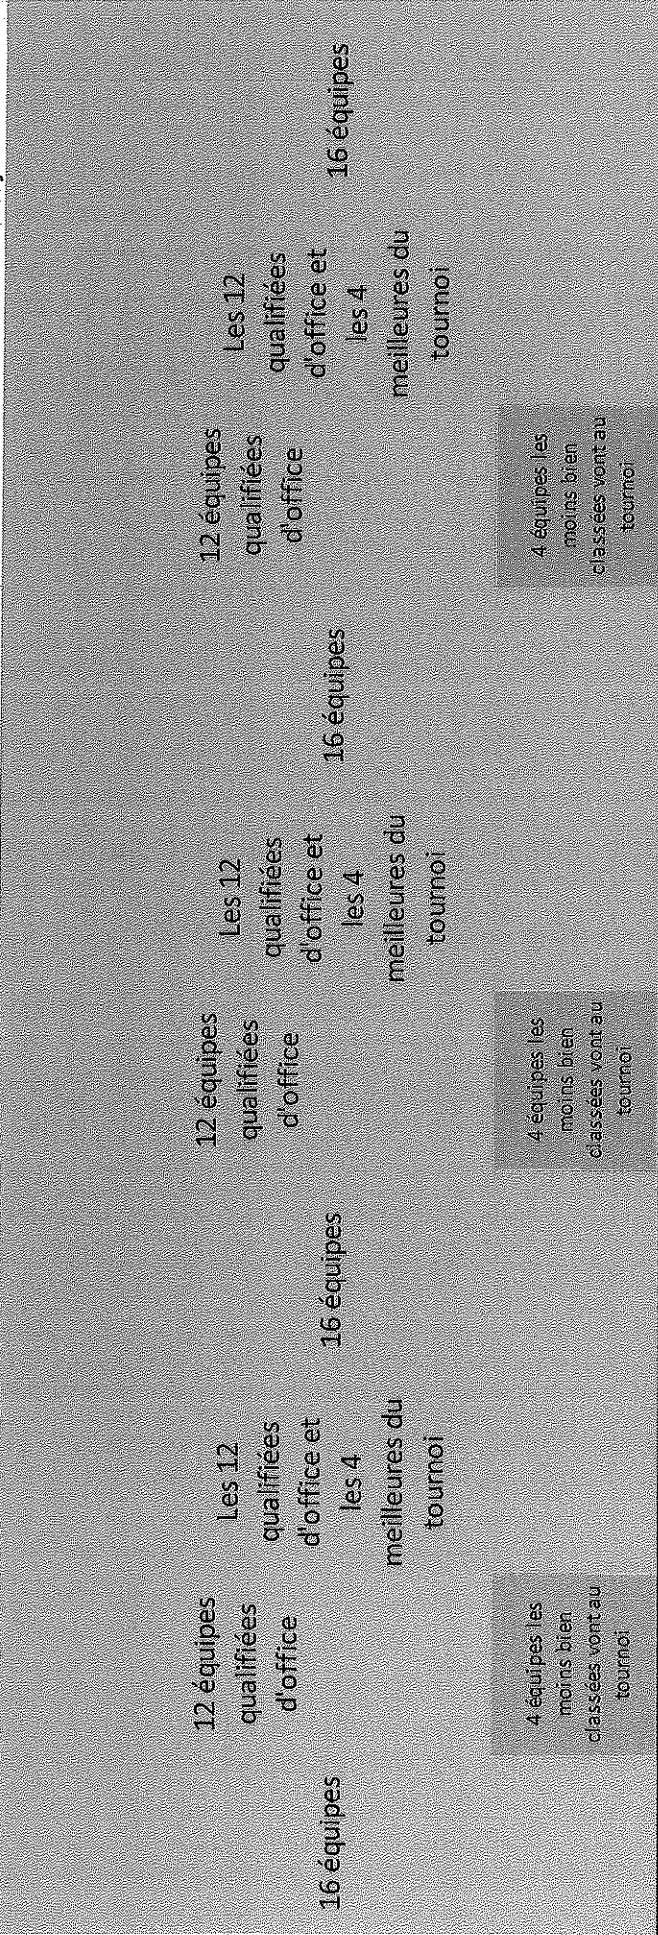 16 équipes
12 équipes
qualifiées
d'office
4 équipes les
moins bien
classées vont au
tournoi
Les 12
qualifiées
d'office et
les 4
meilleures du
tournoi
16 équipes
12 équipes
qualifiées
d'office
4 équipes les
moins bien
classées vont au
tournoi
Les 12
qualifiées
d'office et
les 4
meilleures du
tournoi
16 équipes
12 équipes
qualifiées
d'office
4 équipes les
moins bien
classées vont au
tournoi
Les 12
qualifiées
d'office et
les 4
meilleures du
tournoi
16 équipes